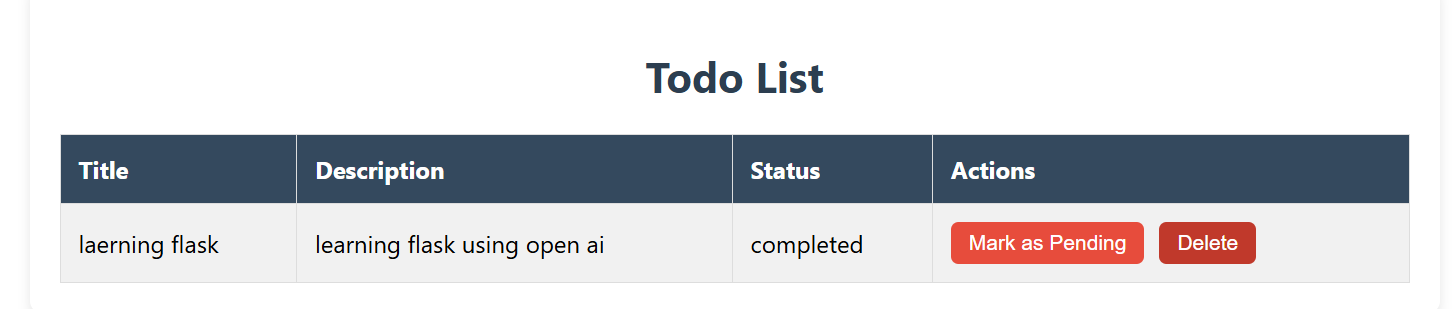 Todo List
Title Description Status Actions
laerning flask learning flask using open ai completed Mark as Pending Delete